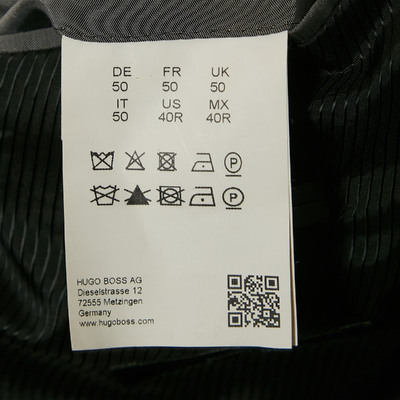 DE FR UK
50 50 50
IT US MX
50 40R 40R
P
P
HUGO BOSS AG
Dieselstrasse 12
72555 Metzingen
Germany
www.hugoboss.com